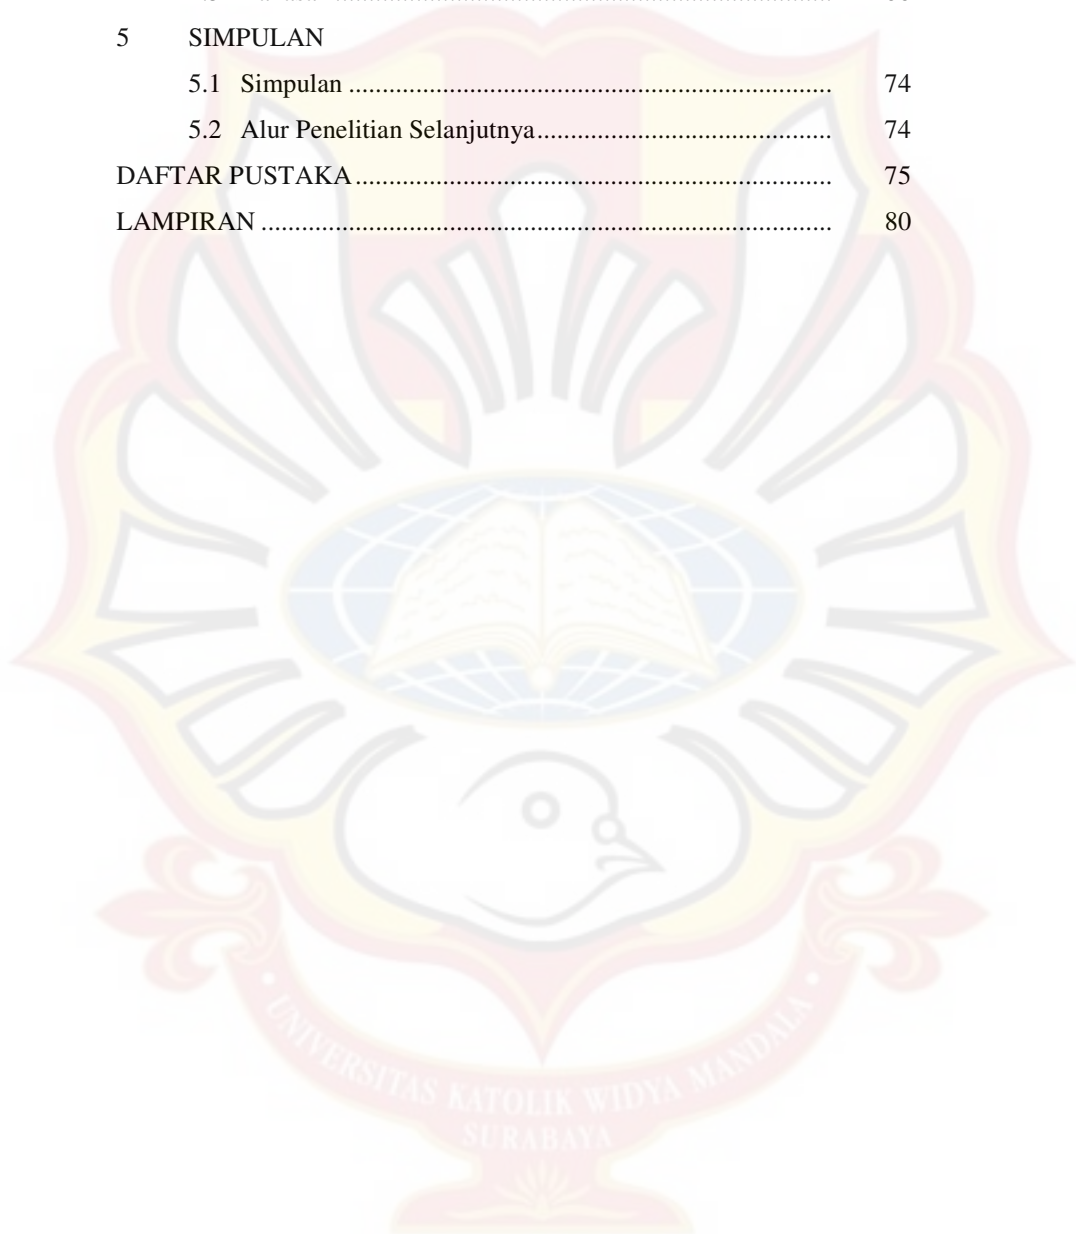 5 SIMPULAN
5.1 Simpulan .......................................................................... 74
5.2 Alur Penelitian Selanjutnya............................................ 74
DAFTAR PUSTAKA ....................................................................... 75
LAMPIRAN ..................................................................................... 80
UNIVERSITAS KATOLIK WIDYA MANDALA
SURABAYA